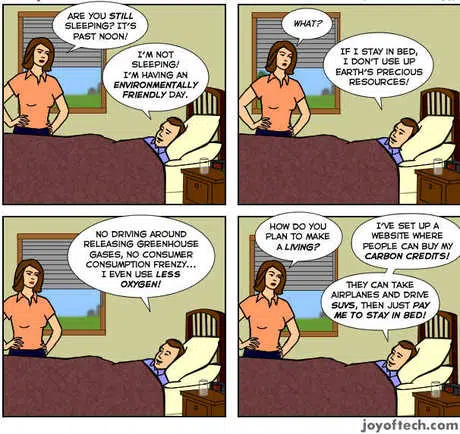 ARE YOU STILL
SLEEPING? IT'S
PAST NOON!
I'M NOT
SLEEPING!
I'M HAVING AN
ENVIRONMENTALLY
FRIENDLY DAY.
WHAT?
IF I STAY IN BED,
I DON'T USE UP
EARTH'S PRECIOUS
RESOURCES!
NO DRIVING AROUND
RELEASING GREENHOUSE
GASES, NO CONSUMER
CONSUMPTION FRENZY...
I EVEN USE LESS
OXYGEN!
HOW DO YOU
PLAN TO MAKE
A LIVING?
I'VE SET UP A
WEBSITE WHERE
PEOPLE CAN BUY MY
CARBON CREDITS!
THEY CAN TAKE
AIRPLANES AND DRIVE
SUVS, THEN JUST PAY
ME TO STAY IN BED!
joyoftech.com